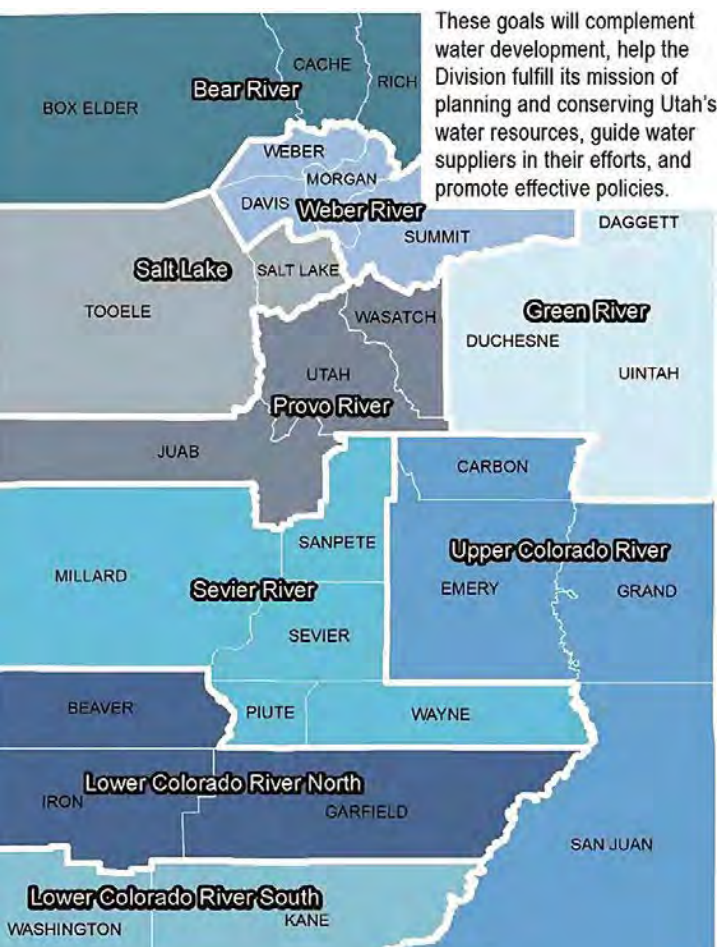 These goals will complement
water development, help the
Division fulfill its mission of
planning and conserving Utah's
water resources, guide water
suppliers in their efforts, and
promote effective policies.
CACHE
RICH
Bear River
BOX ELDER
WEBER
MORGAN
DAVIS
Weber River
SUMMIT
DAGGETT
Salt Lake
SALT LAKE
TOOELE
WASATCH
Green River
DUCHESNE
UTAH
UINTAH
Provo River
JUAB
CARBON
SANPETE
Upper Colorado River
MILLARD
Sevier River
EMERY
GRAND
SEVIER
BEAVER
PIUTE
WAYNE
Lower Colorado River North
IRON
GARFIELD
SAN JUAN
Lower Colorado River South
KANE
WASHINGTON